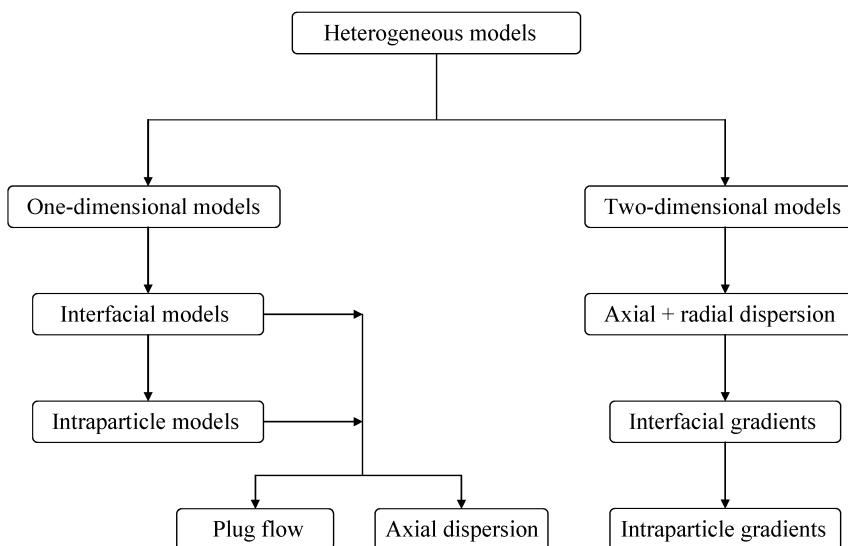 Heterogeneous models
One-dimensional models
Two-dimensional models
Interfacial models
Axial + radial dispersion
Intraparticle models
Interfacial gradients
Plug flow
Axial dispersion
Intraparticle gradients